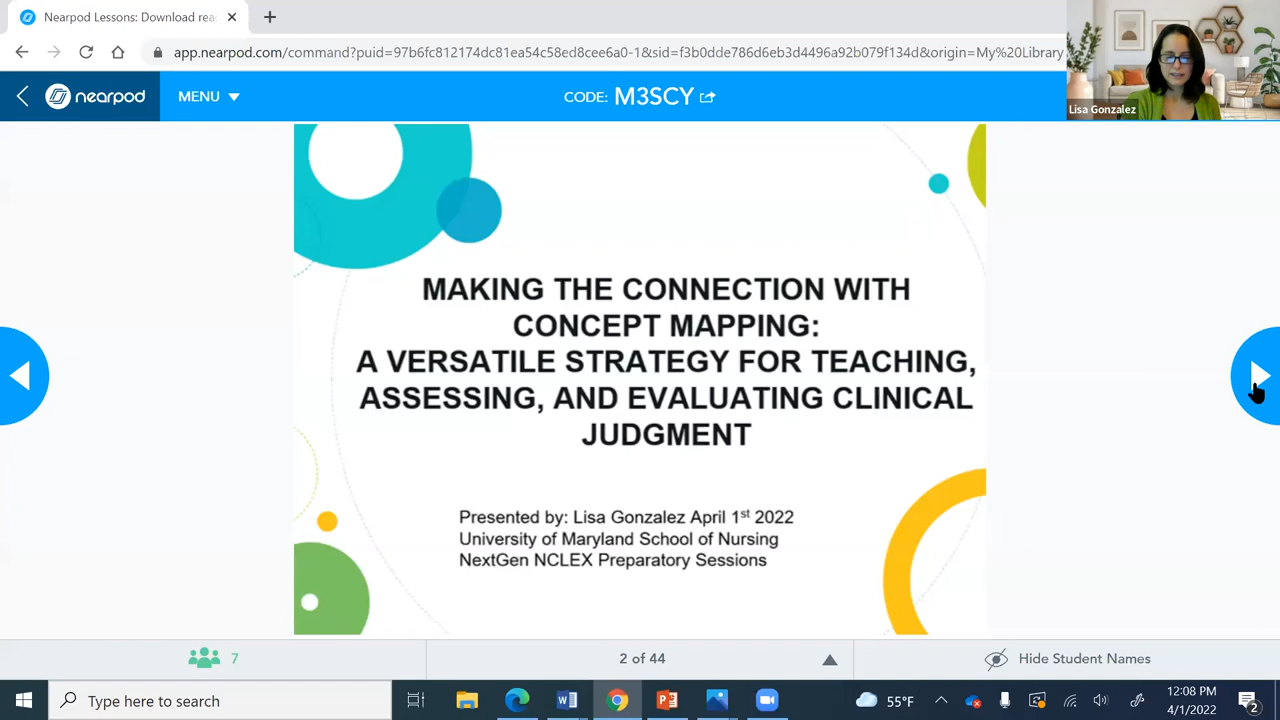 Nearpod Lessons: Download rea
app.nearpod.com/command?puid=97b6fc812174dc81ea54c58ed8cee6a0-1&sid=f3b0dde786d6eb3d4496a92b079f134d&origin=My%20Library
Lisa Gonzalez
nearpod
MENU
CODE: M3SCY
MAKING THE CONNECTION WITH
CONCEPT MAPPING:
A VERSATILE STRATEGY FOR TEACHING,
ASSESSING, AND EVALUATING CLINICAL
JUDGMENT
Presented by: Lisa Gonzalez April 1st 2022
University of Maryland School of Nursing
NextGen NCLEX Preparatory Sessions
7
2 of 44
Hide Student Names
Type here to search
55°F
12:08 PM
4/1/2022
2